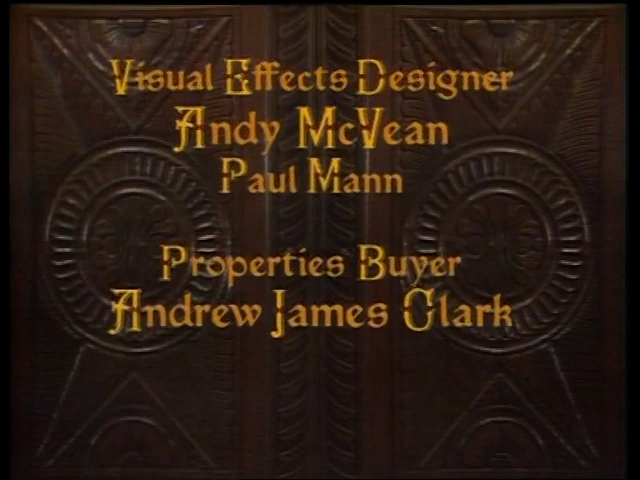 Visual Effects Designer
Andy McVean
Paul Mann
Properties Buyer
Andrew James Clark